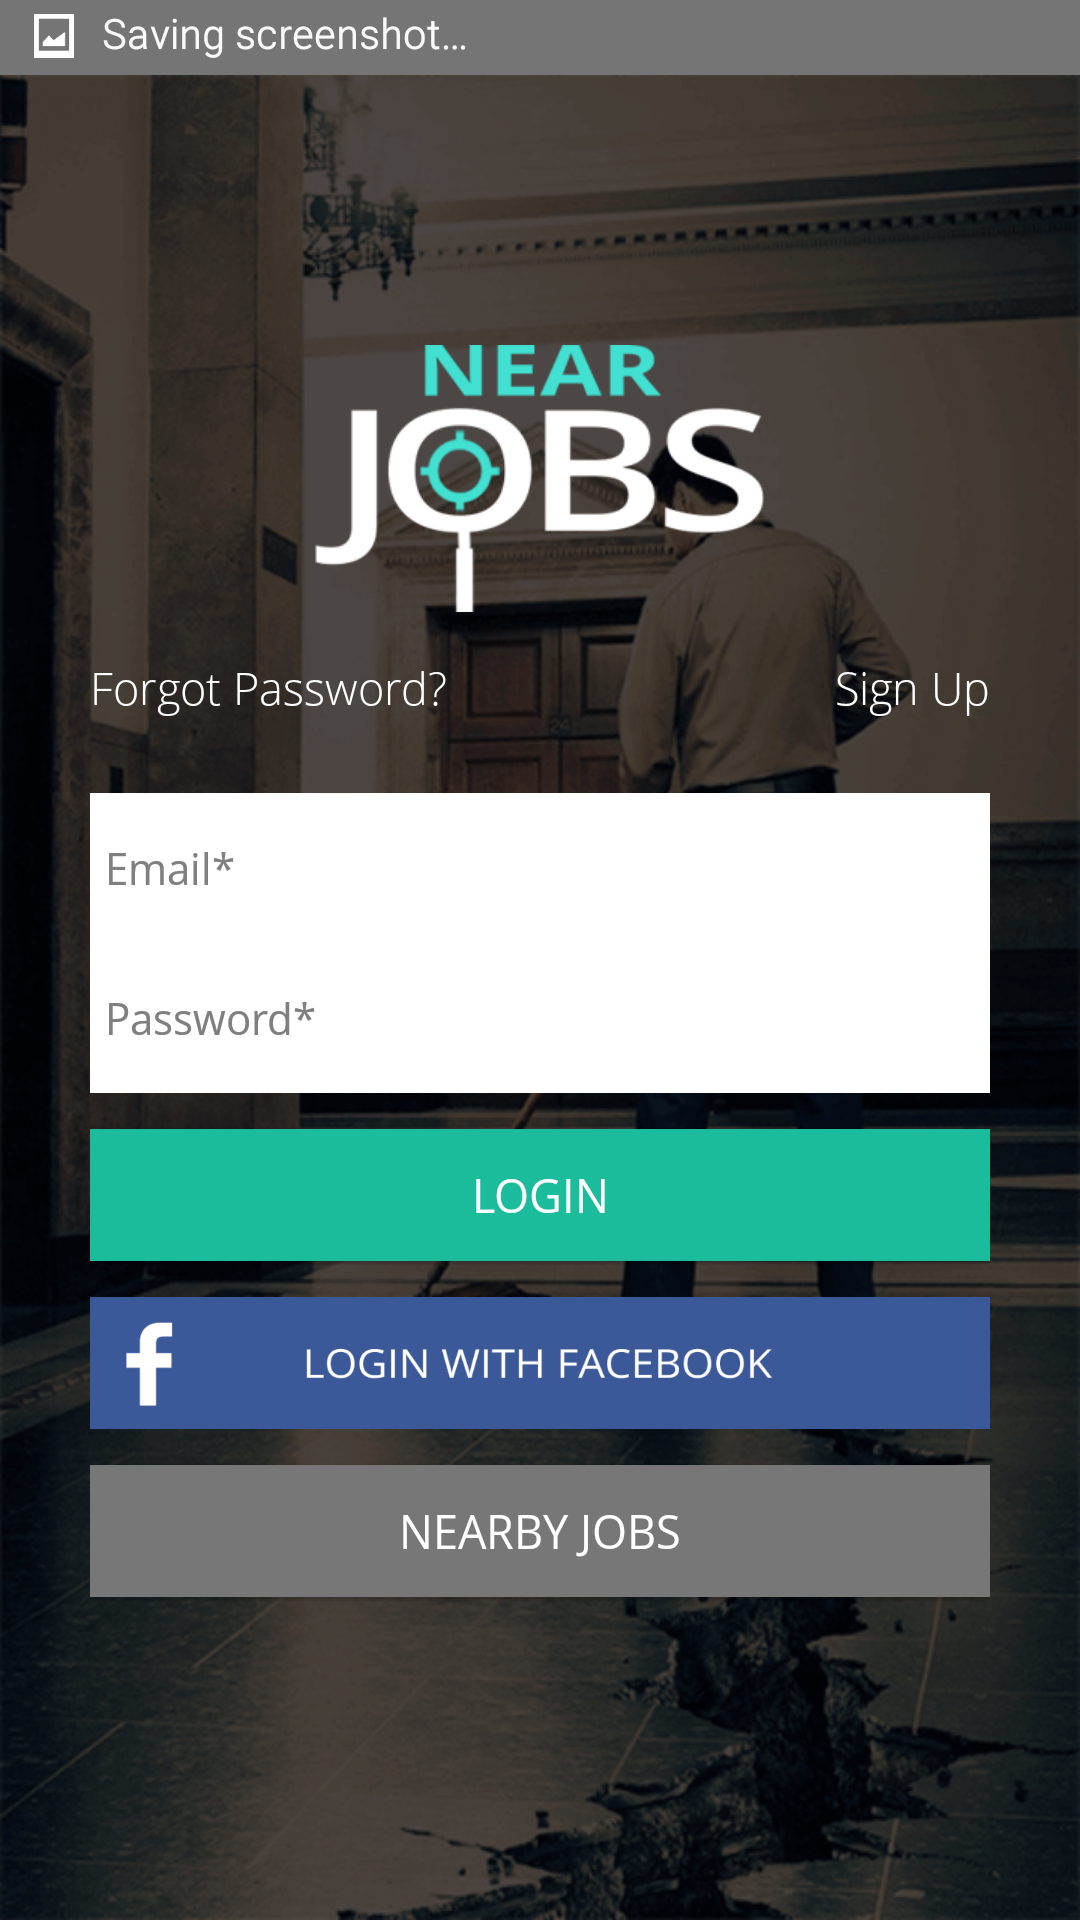 Saving screenshot...
NEAR
JOBS
Forgot Password?
Sign Up
Email*
Password*
LOGIN
f LOGIN WITH FACEBOOK
NEARBY JOBS